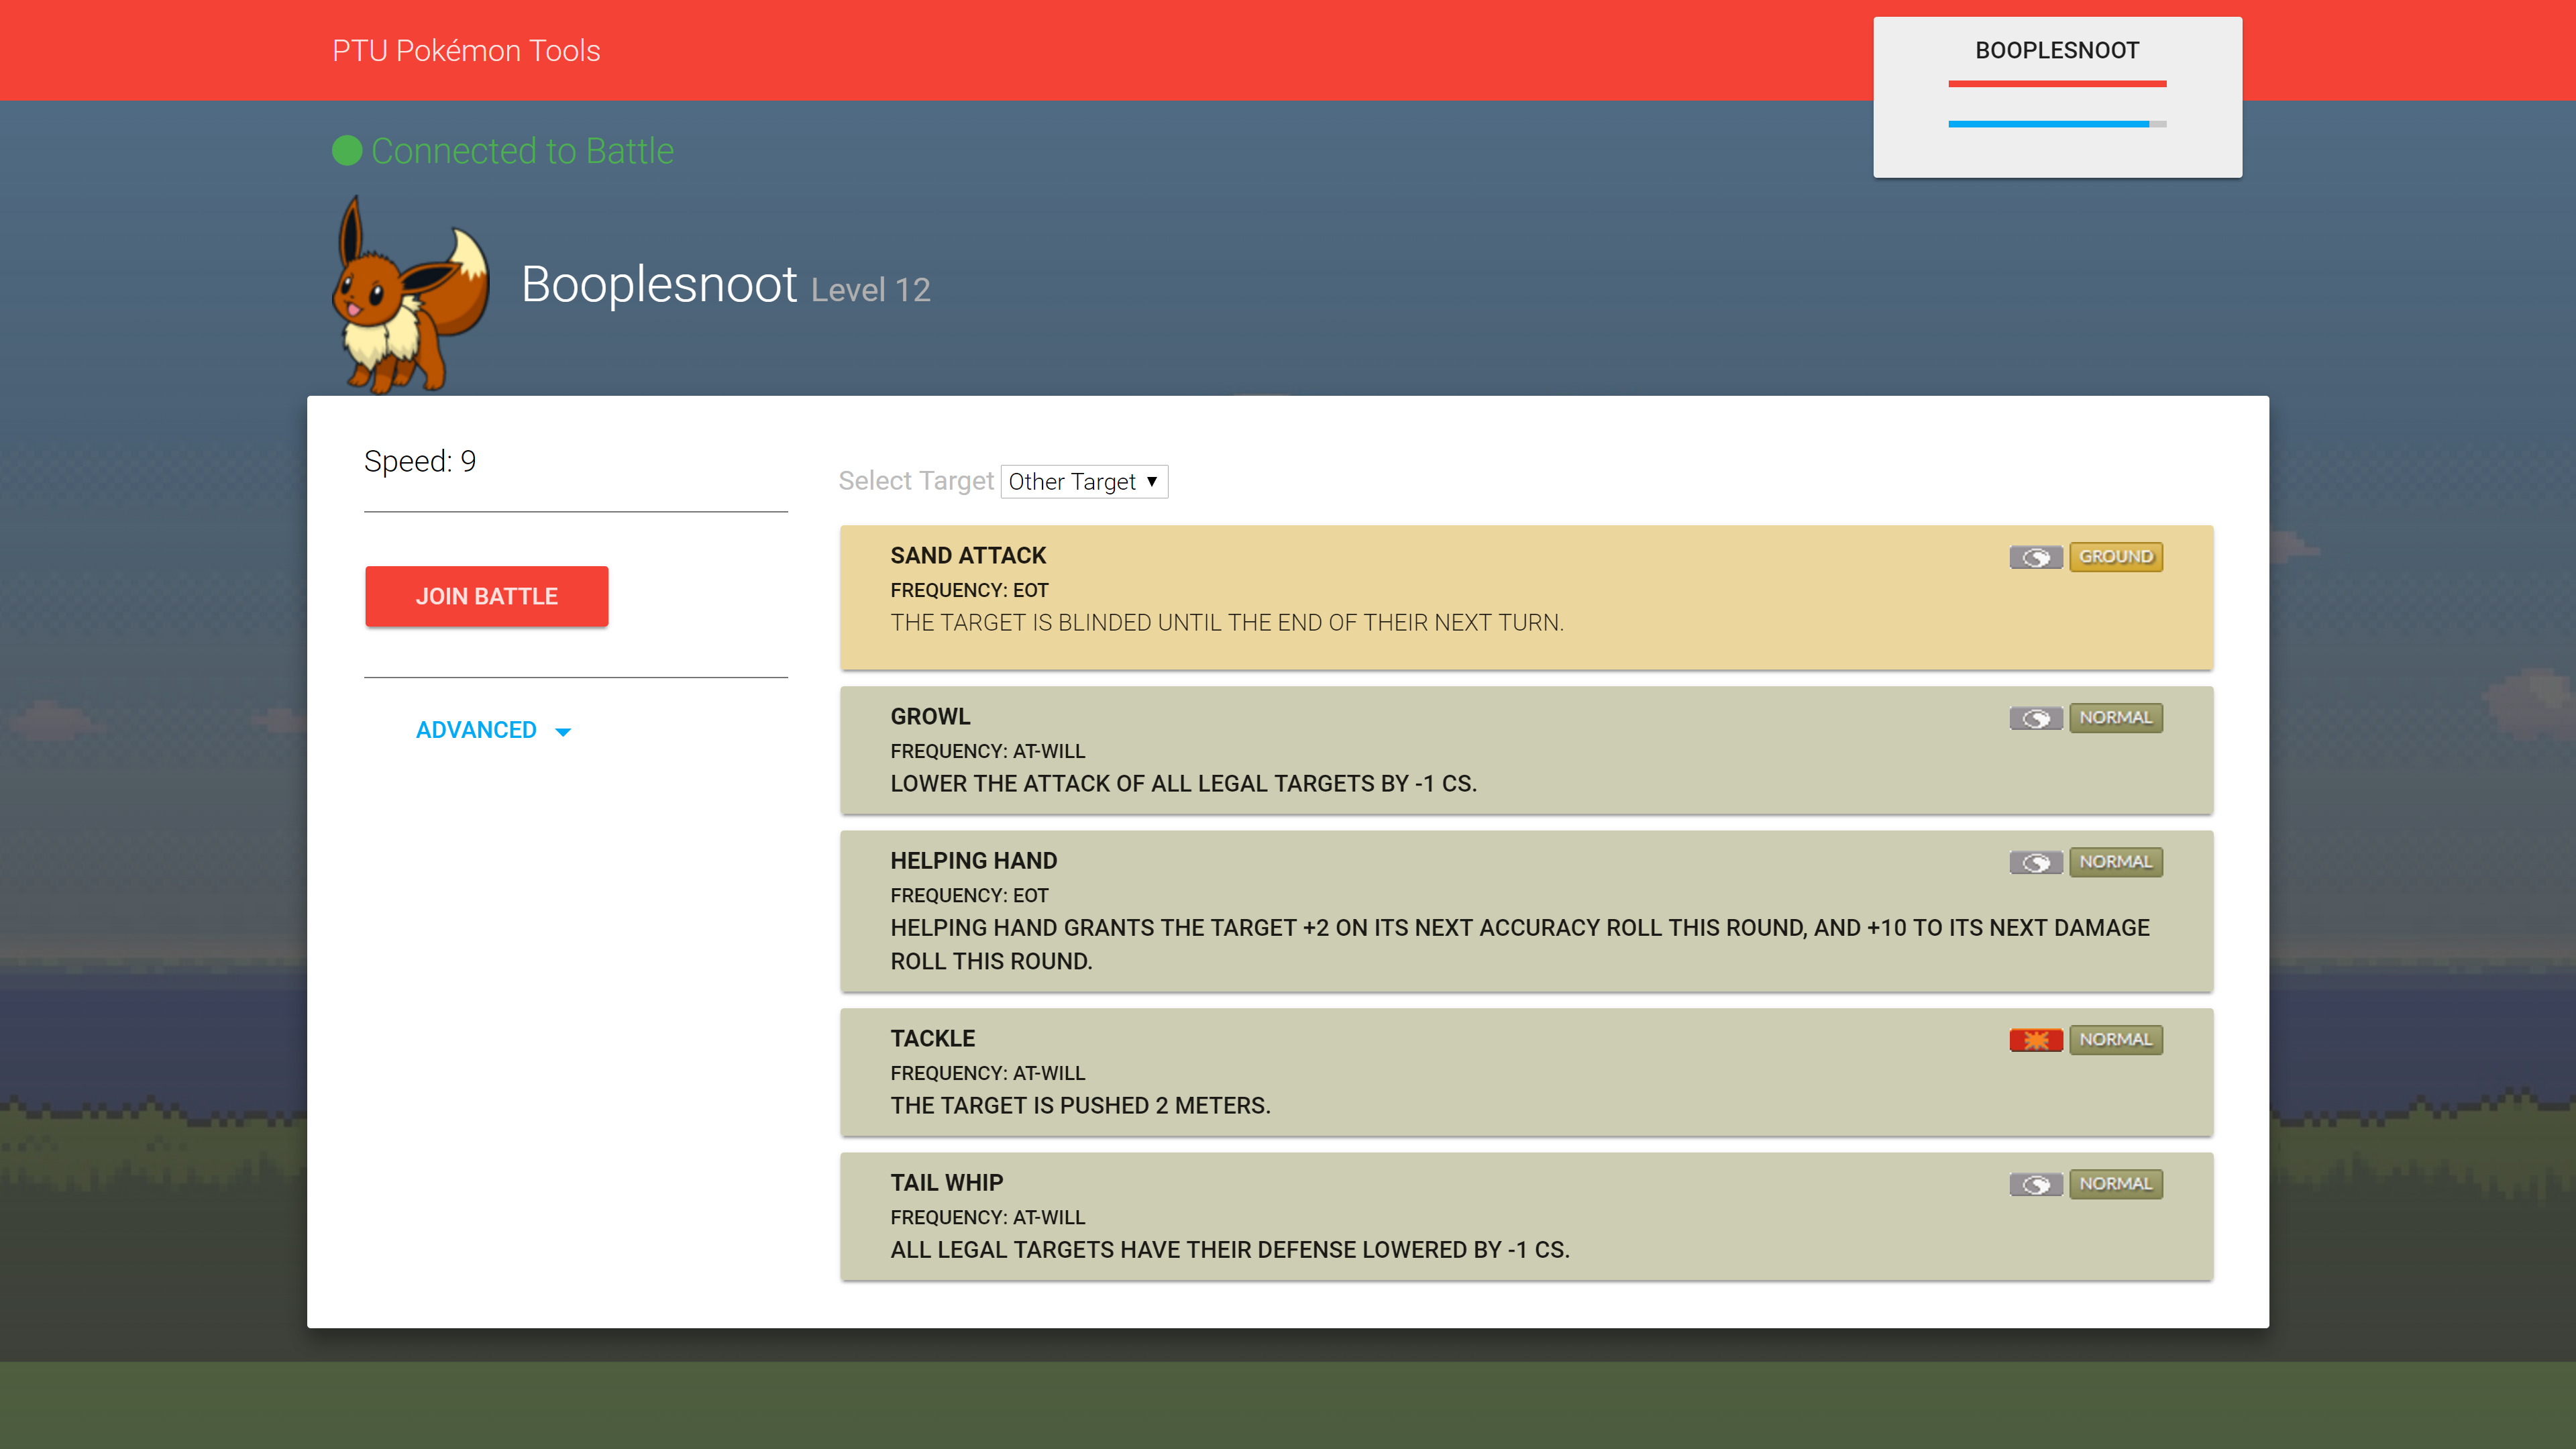 PTU Pokémon Tools
BOOPLESNOOT
Connected to Battle
Booplesnoot Level 12
Speed: 9
JOIN BATTLE
ADVANCED
Select Target Other Target
SAND ATTACK
GROUND
FREQUENCY: EOT
THE TARGET IS BLINDED UNTIL THE END OF THEIR NEXT TURN.
GROWL
NORMAL
FREQUENCY: AT-WILL
LOWER THE ATTACK OF ALL LEGAL TARGETS BY -1 CS.
HELPING HAND
NORMAL
FREQUENCY: EOT
HELPING HAND GRANTS THE TARGET +2 ON ITS NEXT ACCURACY ROLL THIS ROUND, AND +10 TO ITS NEXT DAMAGE
ROLL THIS ROUND.
TACKLE
NORMAL
FREQUENCY: AT-WILL
THE TARGET IS PUSHED 2 METERS.
TAIL WHIP
NORMAL
FREQUENCY: AT-WILL
ALL LEGAL TARGETS HAVE THEIR DEFENSE LOWERED BY -1 CS.